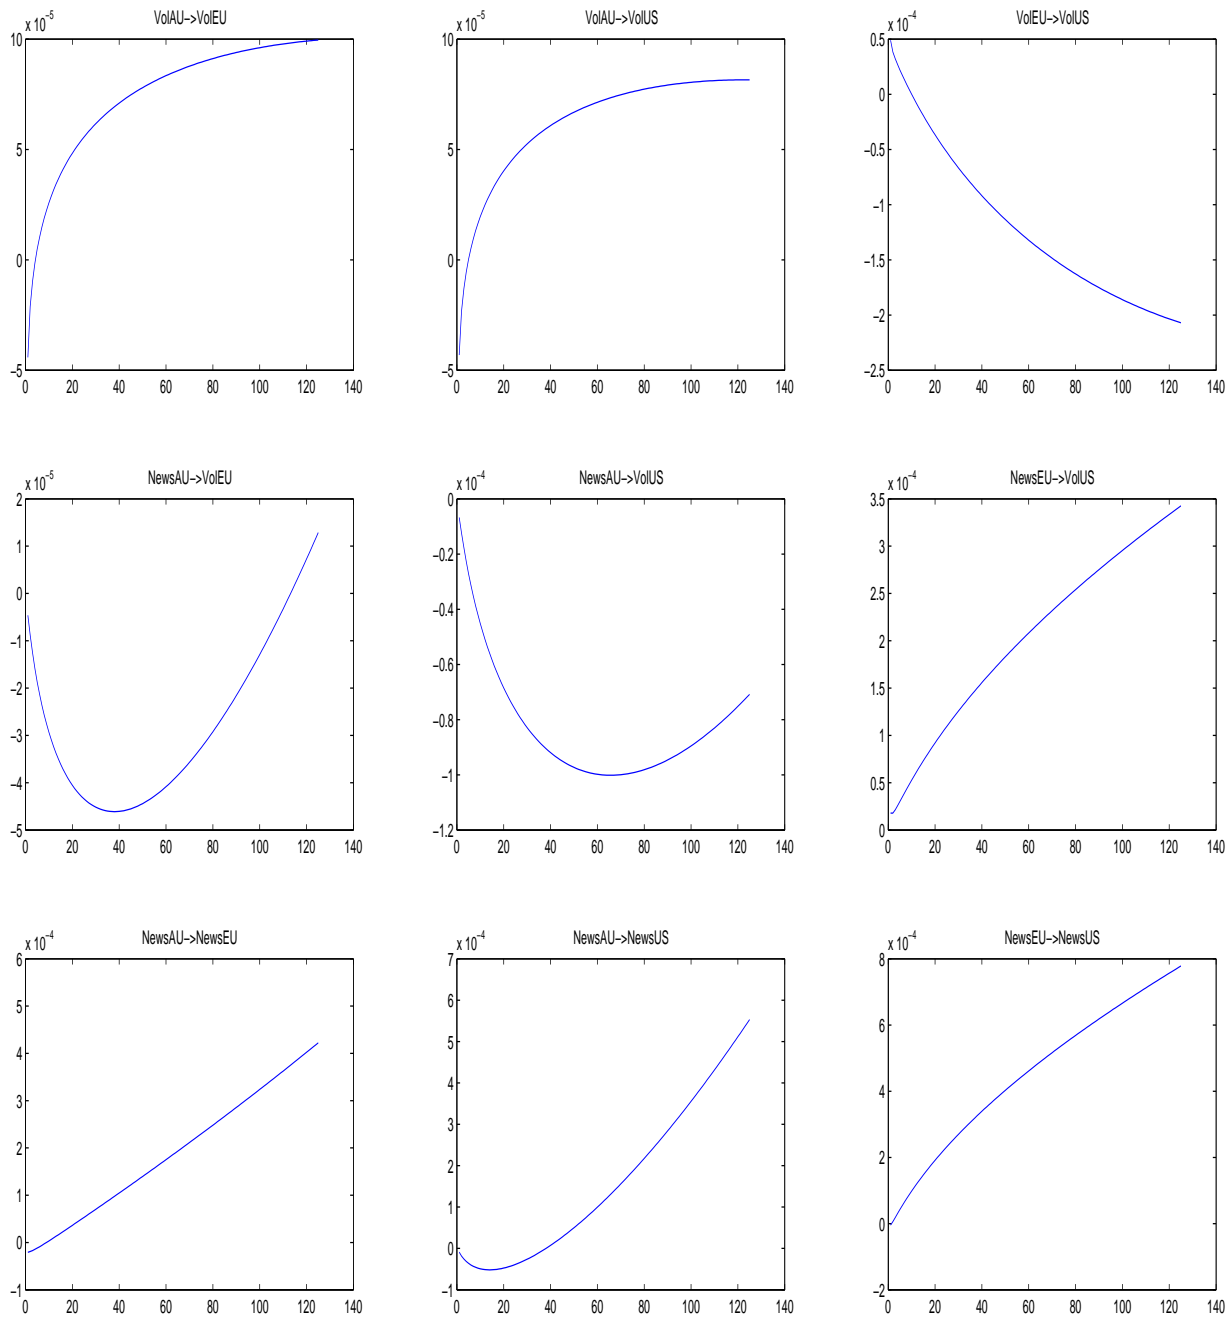 VolAU->VolEU
x 10^-5
10
5
0
-5
0 20 40 60 80 100 120 140
VolAU->VolUS
x 10^-5
10
5
0
-5
0 20 40 60 80 100 120 140
VolEU->VolUS
x 10^-4
0.5
0
-0.5
-1
-1.5
-2
-2.5
0 20 40 60 80 100 120 140
NewsAU->VolEU
x 10^-5
2
1
0
-1
-2
-3
-4
-5
0 20 40 60 80 100 120 140
NewsAU->VolUS
x 10^-4
0
-0.2
-0.4
-0.6
-0.8
-1
-1.2
0 20 40 60 80 100 120 140
NewsEU->VolUS
x 10^-4
3.5
3
2.5
2
1.5
1
0.5
0
0 20 40 60 80 100 120 140
NewsAU->NewsEU
x 10^-4
6
5
4
3
2
1
0
-1
0 20 40 60 80 100 120 140
NewsAU->NewsUS
x 10^-4
7
6
5
4
3
2
1
0
-1
0 20 40 60 80 100 120 140
NewsEU->NewsUS
x 10^-4
8
6
4
2
0
-2
0 20 40 60 80 100 120 140